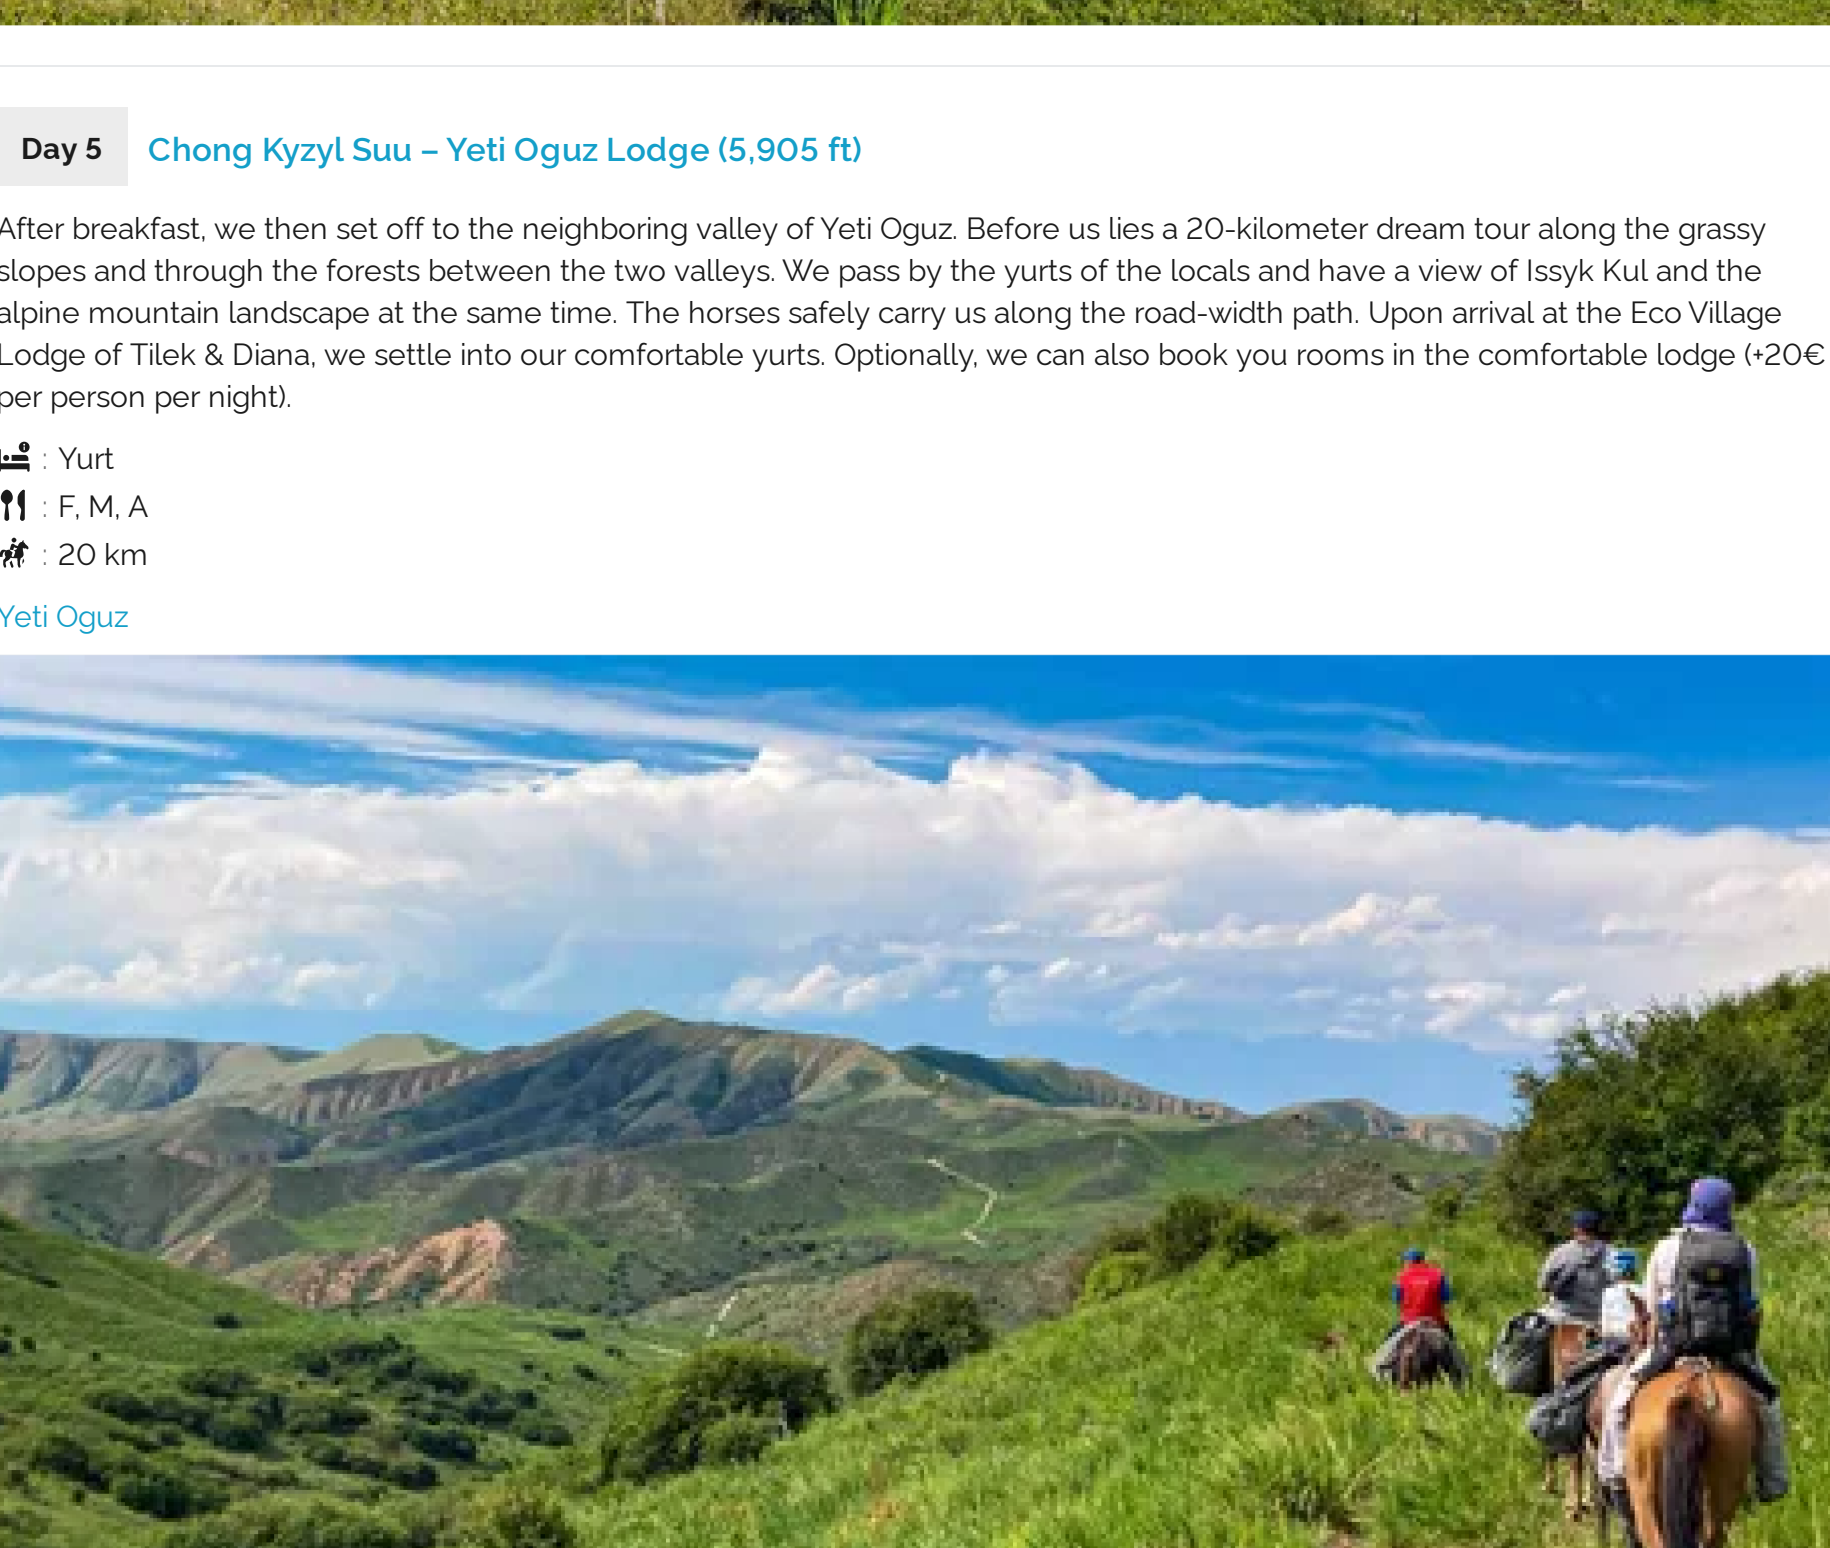 Day 5
Chong Kyzyl Suu – Yeti Oguz Lodge (5,905 ft)
After breakfast, we then set off to the neighboring valley of Yeti Oguz. Before us lies a 20-kilometer dream tour along the grassy
slopes and through the forests between the two valleys. We pass by the yurts of the locals and have a view of Issyk Kul and the
alpine mountain landscape at the same time. The horses safely carry us along the road-width path. Upon arrival at the Eco Village
Lodge of Tilek & Diana, we settle into our comfortable yurts. Optionally, we can also book you rooms in the comfortable lodge (+20€
per person per night).
: Yurt
: F, M, A
: 20 km
Yeti Oguz